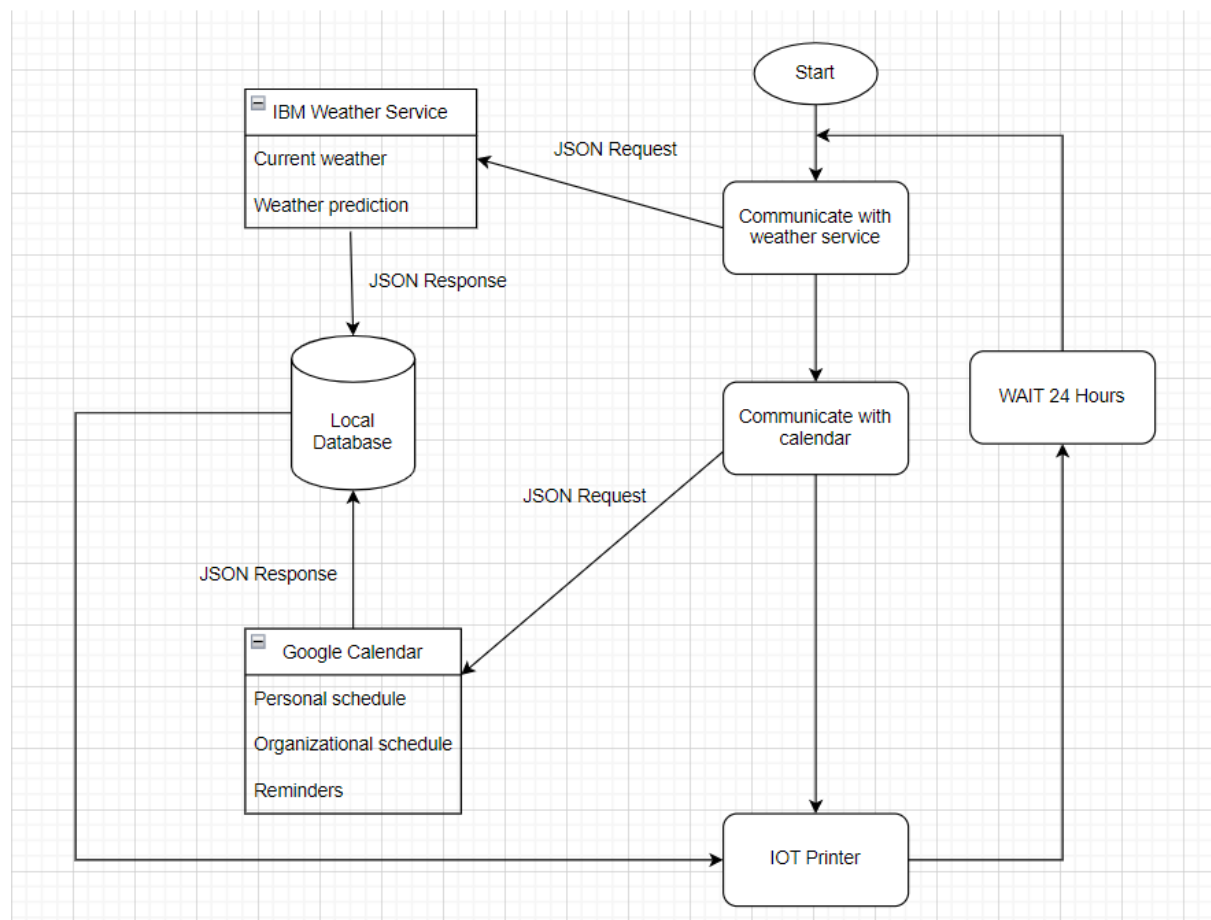 Start
IBM Weather Service
Current weather
Weather prediction
JSON Request
Communicate with
weather service
JSON Response
Local
Database
Communicate with
calendar
WAIT 24 Hours
JSON Request
JSON Response
Google Calendar
Personal schedule
Organizational schedule
Reminders
IOT Printer